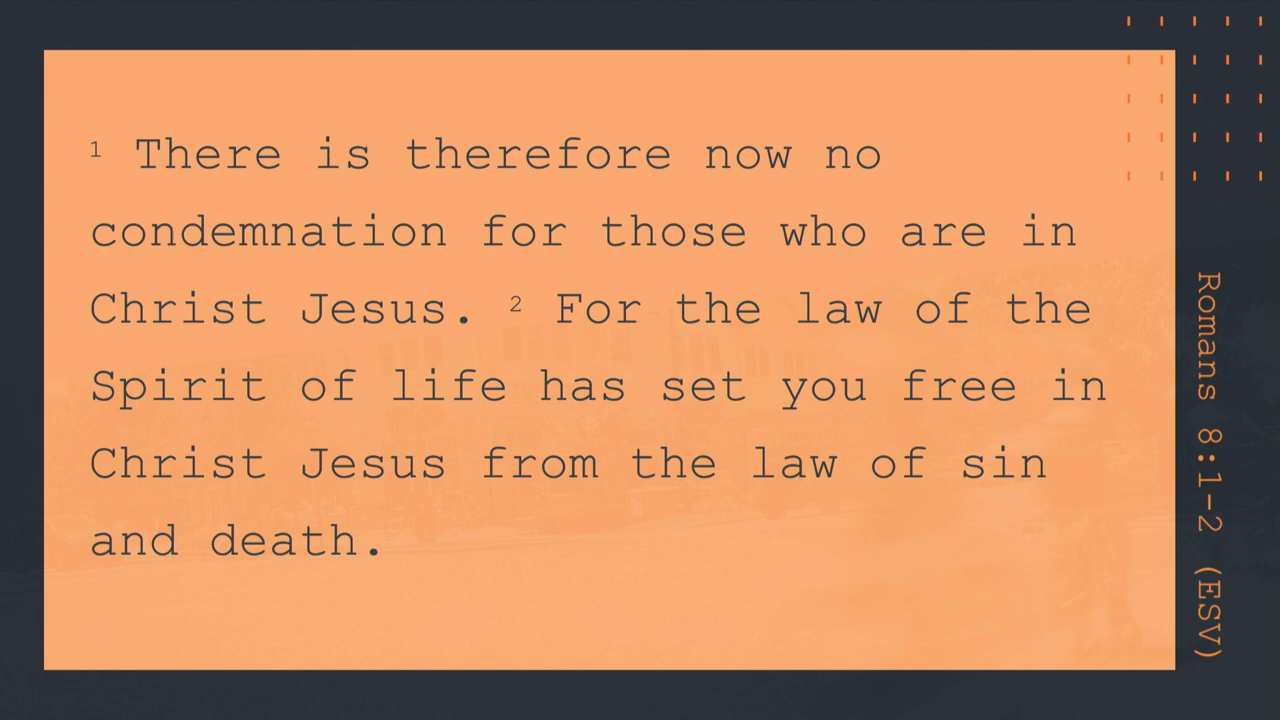 1 There is therefore now no
condemnation for those who are in
Christ Jesus. 2 For the law of the
Spirit of life has set you free in
Christ Jesus from the law of sin
and death.
Romans 8:1-2 (ESV)